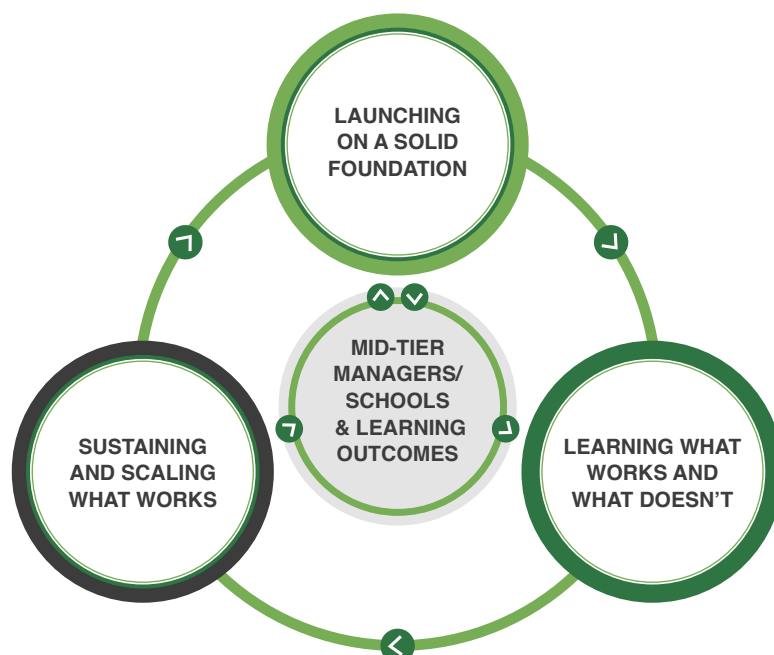 LAUNCHING
ON A SOLID
FOUNDATION
MID-TIER
MANAGERS/
SCHOOLS
& LEARNING
OUTCOMES
SUSTAINING
AND SCALING
WHAT WORKS
LEARNING WHAT
WORKS AND
WHAT DOESN’T